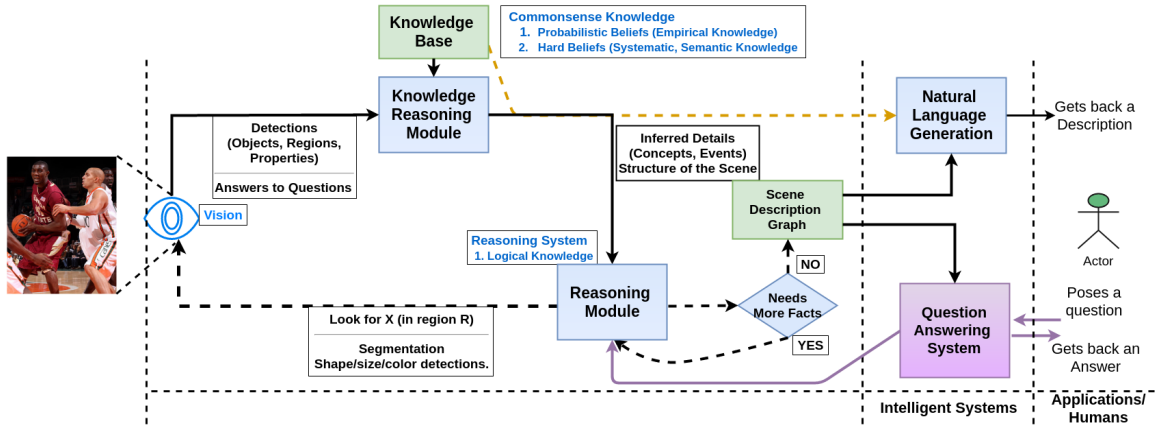 Knowledge
Base
Commonsense Knowledge
1. Probabilistic Beliefs (Empirical Knowledge)
2. Hard Beliefs (Systematic, Semantic Knowledge
Knowledge
Reasoning
Module
Natural
Language
Generation
Gets back a
Description
Detections
(Objects, Regions,
Properties)
Answers to Questions
Inferred Details
(Concepts, Events)
Structure of the Scene
Vision
Scene
Description
Graph
Actor
Reasoning System
1. Logical Knowledge
NO
Reasoning
Module
Needs
More Facts
YES
Look for X (in region R)
Segmentation
Shape/size/color detections.
Question
Answering
System
Poses a
question
Gets back an
Answer
Intelligent Systems
Applications/
Humans